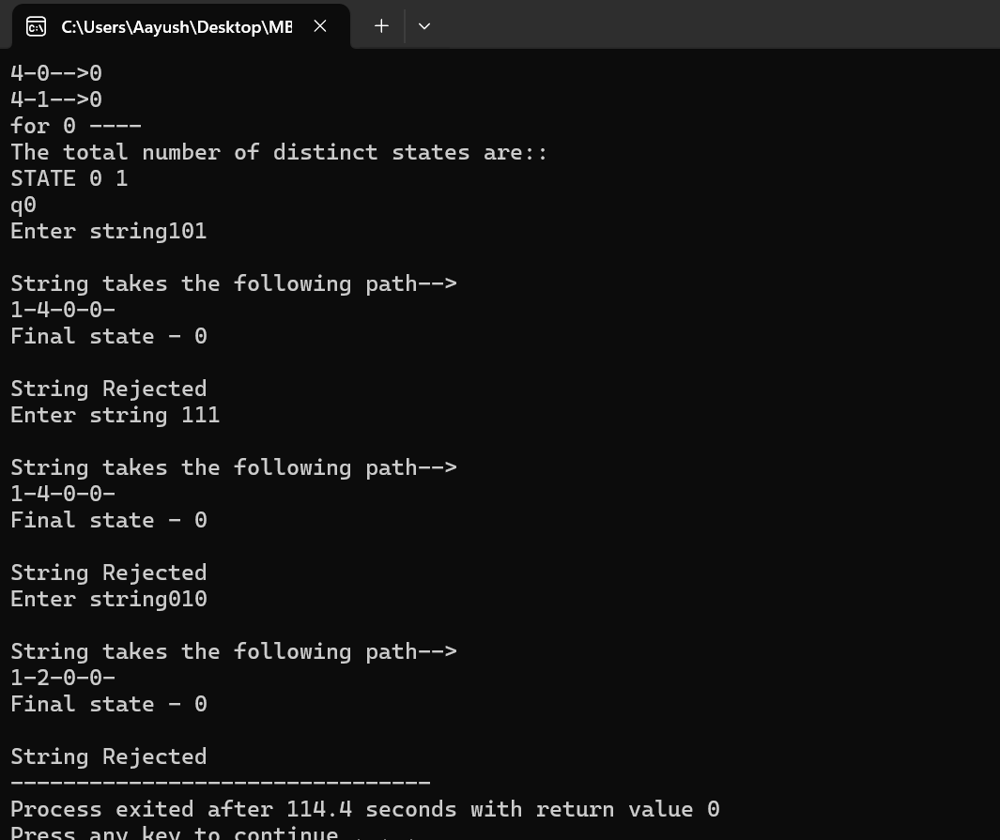 C:\Users\Aayush\Desktop\ME
4-0-->0
4-1-->0
for 0 ----
The total number of distinct states are::
STATE 0 1
q0
Enter string101
String takes the following path-->
1-4-0-0-
Final state - 0
String Rejected
Enter string 111
String takes the following path-->
1-4-0-0-
Final state - 0
String Rejected
Enter string010
String takes the following path-->
1-2-0-0-
Final state - 0
String Rejected
--------------------------------
Process exited after 114.4 seconds with return value 0
Press any key to continue . . .